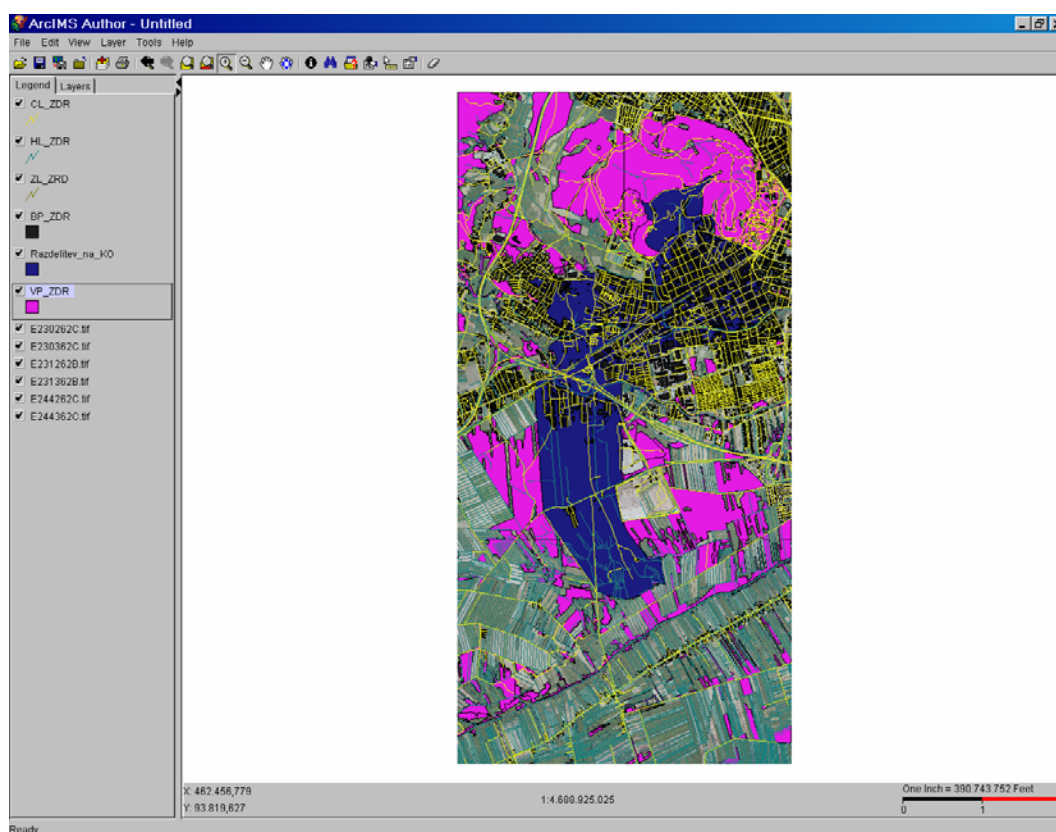 ArcIMS Author - Untitled
File Edit View Layer Tools Help
Legend Layers
CL_ZDR
HL_ZDR
ZL_ZRD
BP_ZDR
Razdelitev_na_KO
VP_ZDR
E230262C.tif
E230362C.tif
E231262B.tif
E231362B.tif
E244262C.tif
E244362C.tif
X: 462.456,779
Y: 93.819,627
1:4.600.925.025
One Inch = 390.743.752 Feet
0 1
Ready